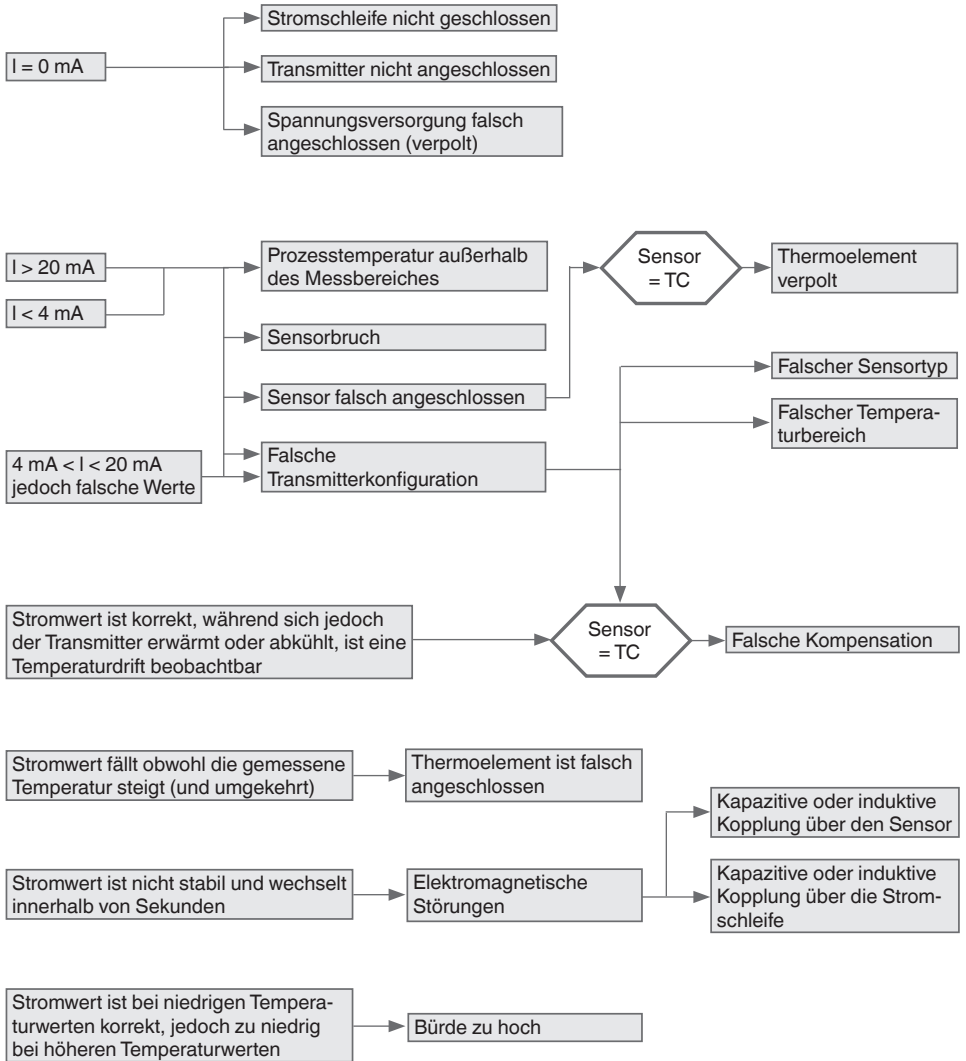 Stromschleife nicht geschlossen
I = 0 mA
Transmitter nicht angeschlossen
Spannungsversorgung falsch
angeschlossen (verpolt)
I > 20 mA
I < 4 mA
Prozesstemperatur außerhalb
des Messbereiches
Sensor
= TC
Thermoelement
verpolt
Sensorbruch
Sensor falsch angeschlossen
Falscher Sensortyp
Falscher Tempera-
turbereich
4 mA < I < 20 mA
jedoch falsche Werte
Falsche
Transmitterkonfiguration
Stromwert ist korrekt, während sich jedoch
der Transmitter erwärmt oder abkühlt, ist eine
Temperaturdrift beobachtbar
Sensor
= TC
Falsche Kompensation
Stromwert fällt obwohl die gemessene
Temperatur steigt (und umgekehrt)
Thermoelement ist falsch
angeschlossen
Stromwert ist nicht stabil und wechselt
innerhalb von Sekunden
Elektromagnetische
Störungen
Kapazitive oder induktive
Kopplung über den Sensor
Kapazitive oder induktive
Kopplung über die Strom-
schleife
Stromwert ist bei niedrigen Tempera-
turwerten korrekt, jedoch zu niedrig
bei höheren Temperaturwerten
Bürde zu hoch